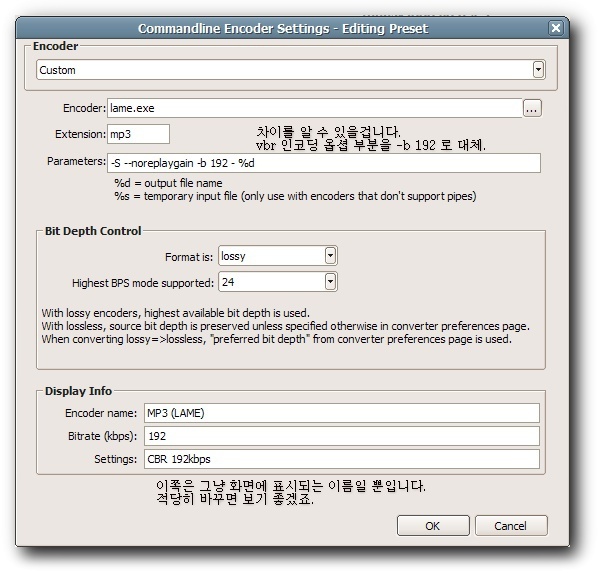 Commandline Encoder Settings - Editing Preset
Encoder
Custom
Encoder: lame.exe ...
Extension: mp3
차이를 알 수 있을겁니다.
vbr 인코딩 옵셥 부분을 -b 192 로 대체.
Parameters: -S --noreplaygain -b 192 - %d
%d = output file name
%s = temporary input file (only use with encoders that don't support pipes)
Bit Depth Control
Format is: lossy
Highest BPS mode supported: 24
With lossy encoders, highest available bit depth is used.
With lossless, source bit depth is preserved unless specified otherwise in converter preferences page.
When converting lossy=>lossless, "preferred bit depth" from converter preferences page is used.
Display Info
Encoder name: MP3 (LAME)
Bitrate (kbps): 192
Settings: CBR 192kbps
이쪽은 그냥 화면에 표시되는 이름일 뿐입니다.
적당히 바꾸면 보기 좋겠죠.
OK Cancel